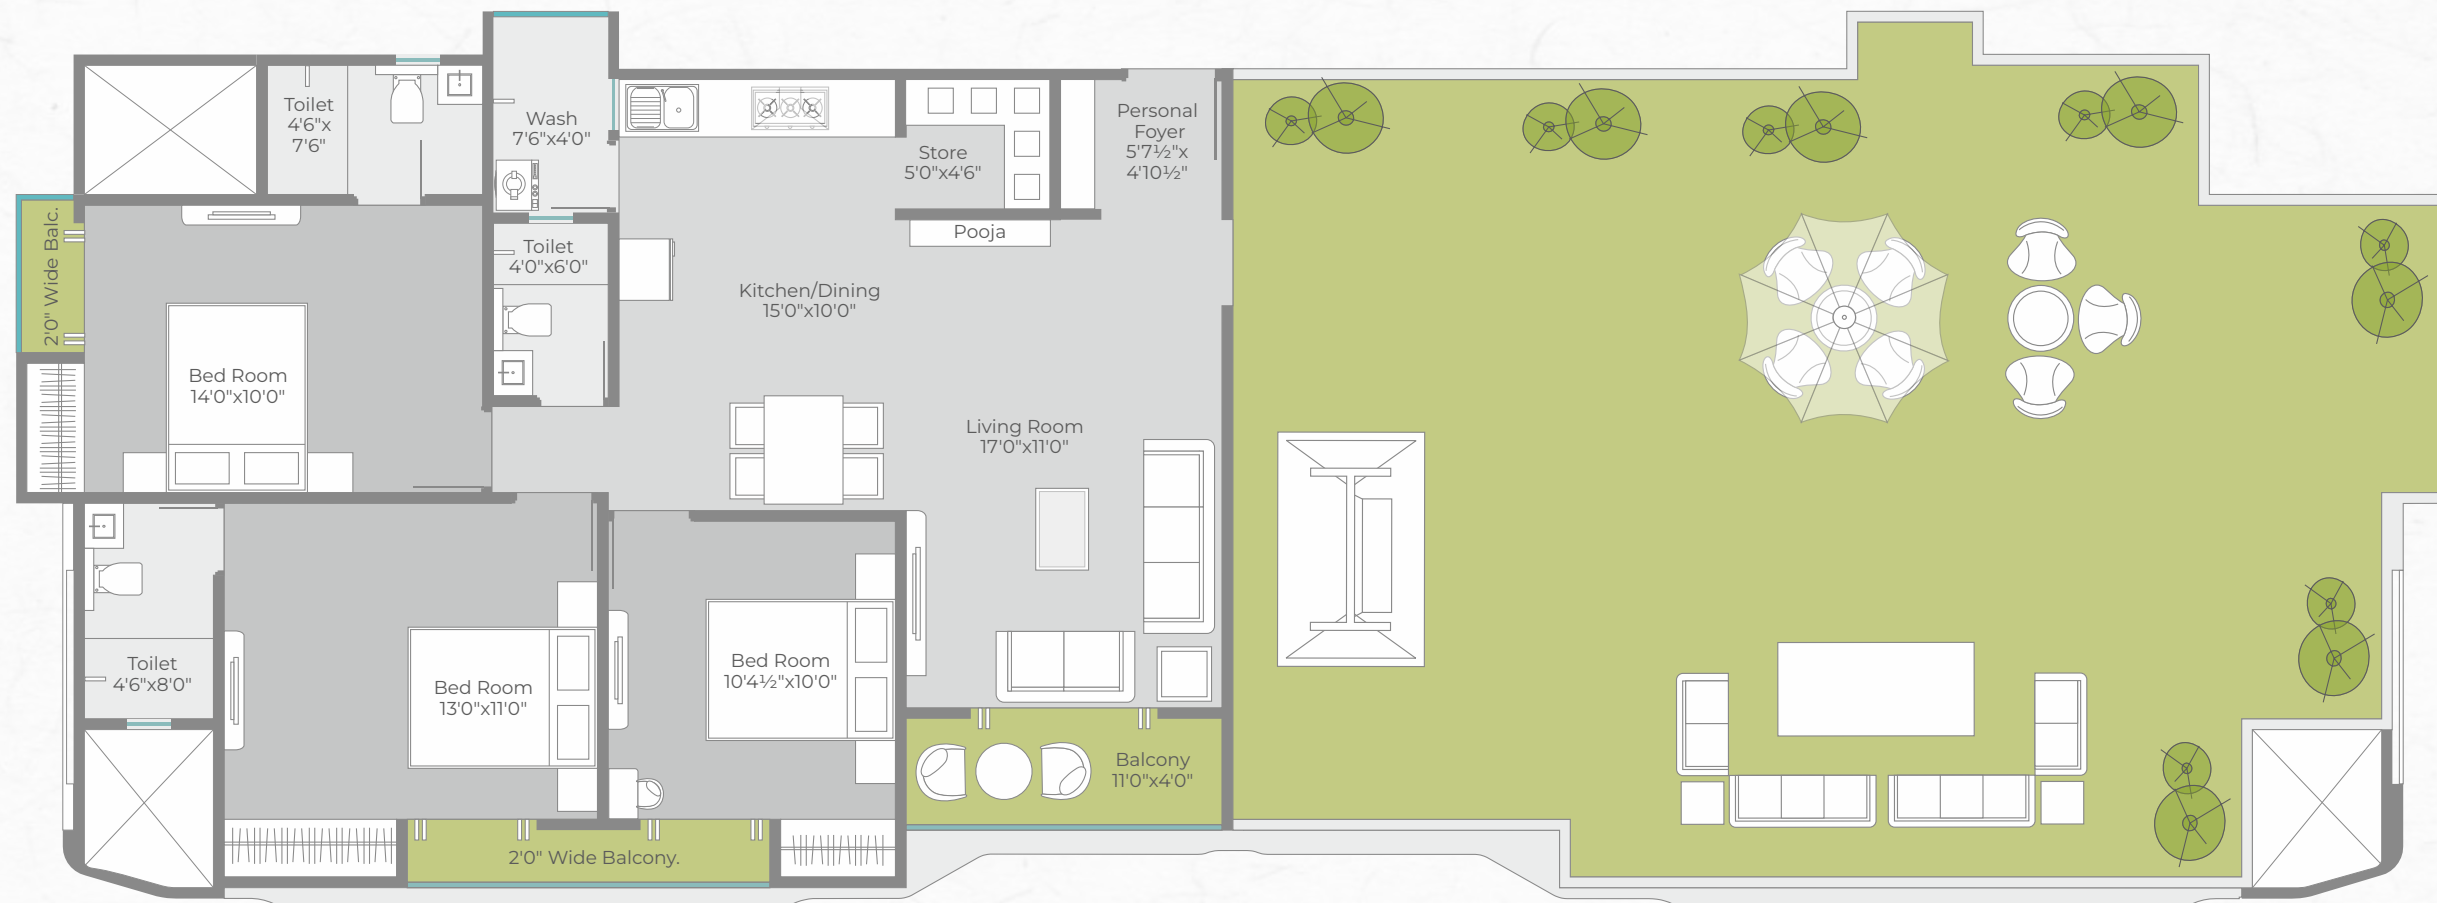 Toilet
4'6"x
7'6"
Wash
7'6"x4'0"
Store
5'0"x4'6"
Personal
Foyer
5'7½"x
4'10½"
2'0" Wide Balc.
Toilet
4'0"x6'0"
Pooja
Kitchen/Dining
15'0"x10'0"
Bed Room
14'0"x10'0"
Living Room
17'0"x11'0"
Toilet
4'6"x8'0"
Bed Room
13'0"x11'0"
Bed Room
10'4½"x10'0"
Balcony
11'0"x4'0"
2'0" Wide Balcony.